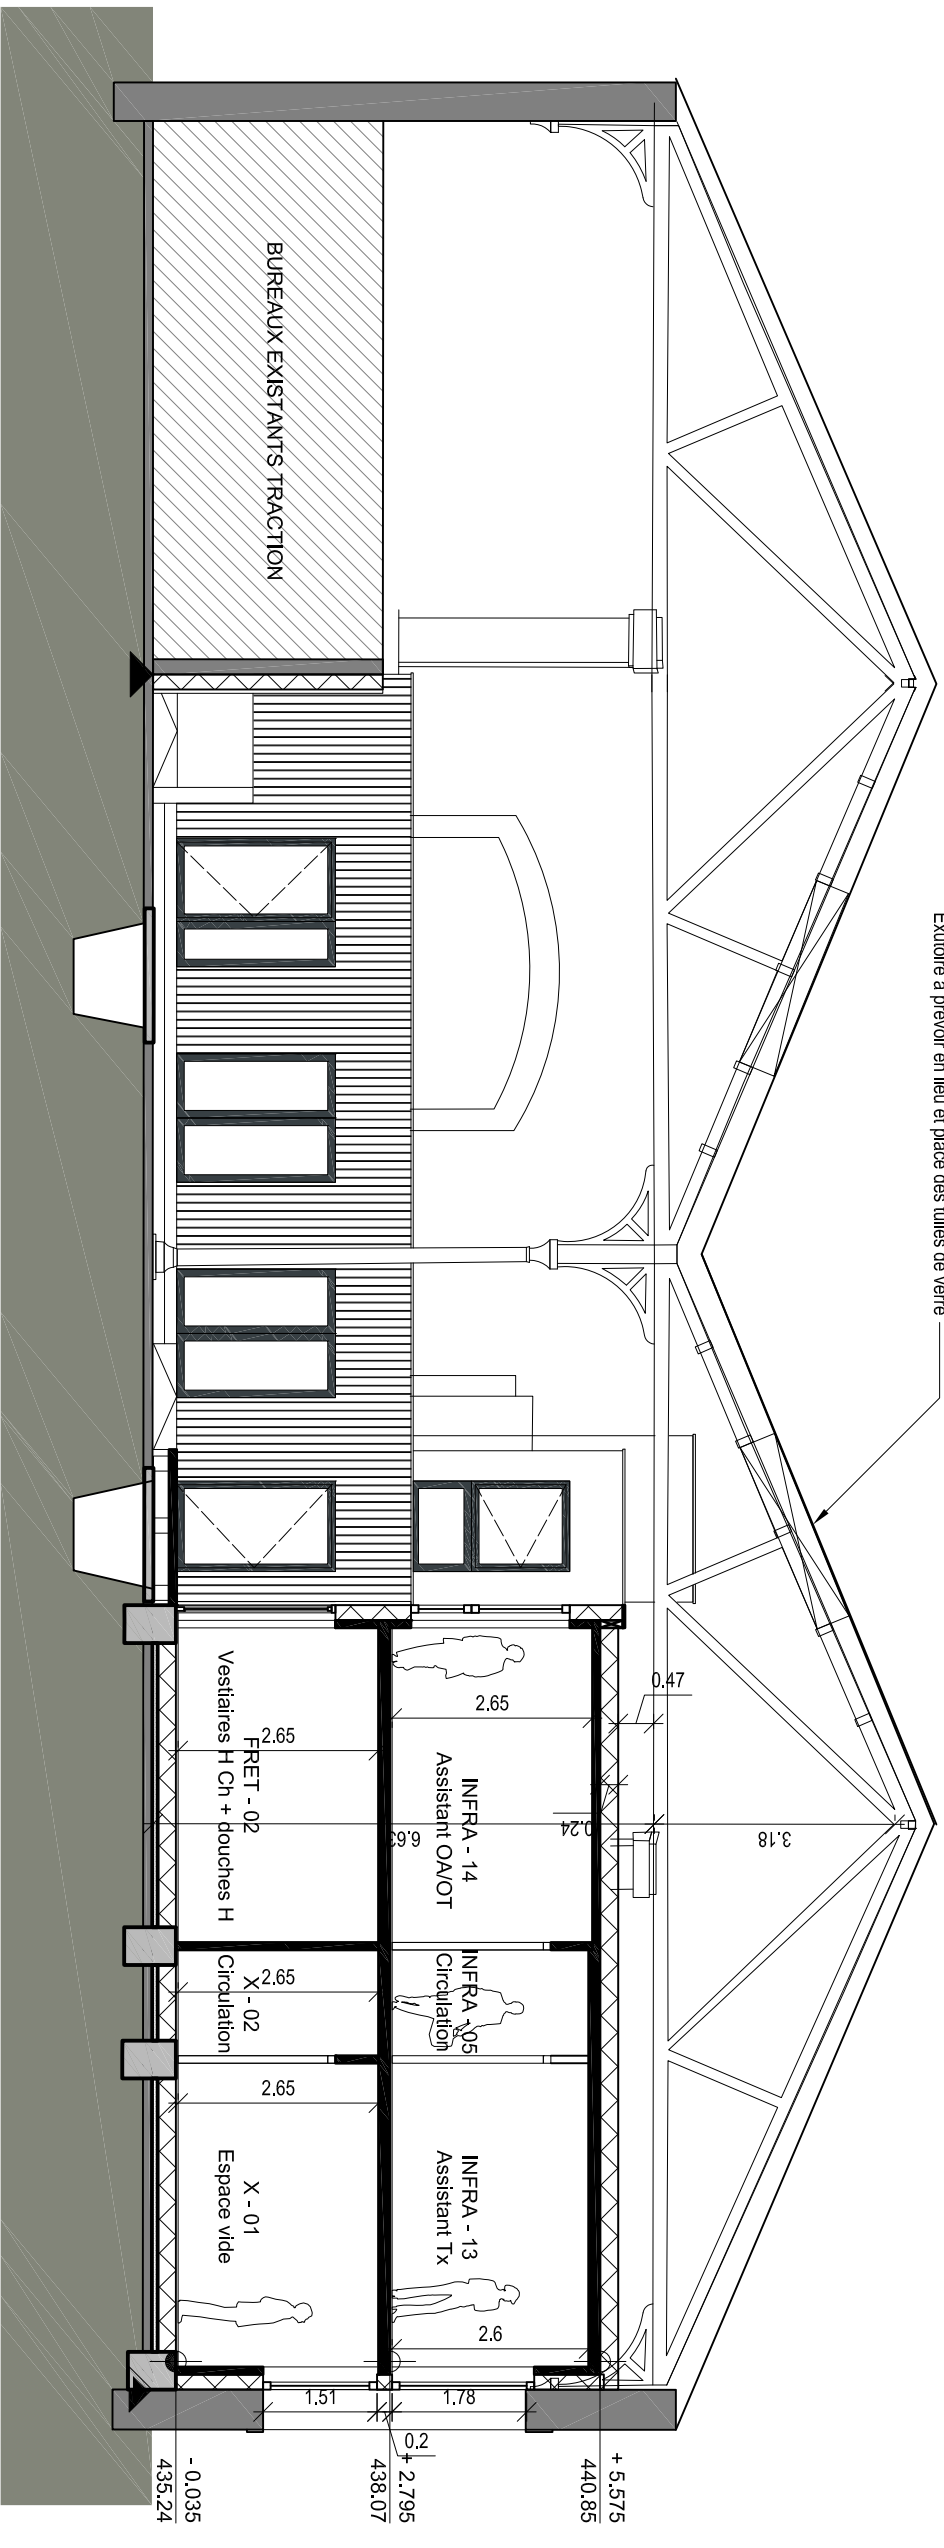 Exutoire à prévoir en lieu et place des tuiles de verre
BUREAUX EXISTANTS TRACTION
0.47
3.18
0.24
6.63
2.65
INFRA - 14
Assistant OA/OT
INFRA - 05
Circulation
INFRA - 13
Assistant Tx
2.6
2.65
FRET - 02
Vestiaires H Ch + douches H
2.65
X - 02
Circulation
2.65
X - 01
Espace vide
1.51
1.78
0.2
+ 5.575
440.85
+ 2.795
438.07
- 0.035
435.24